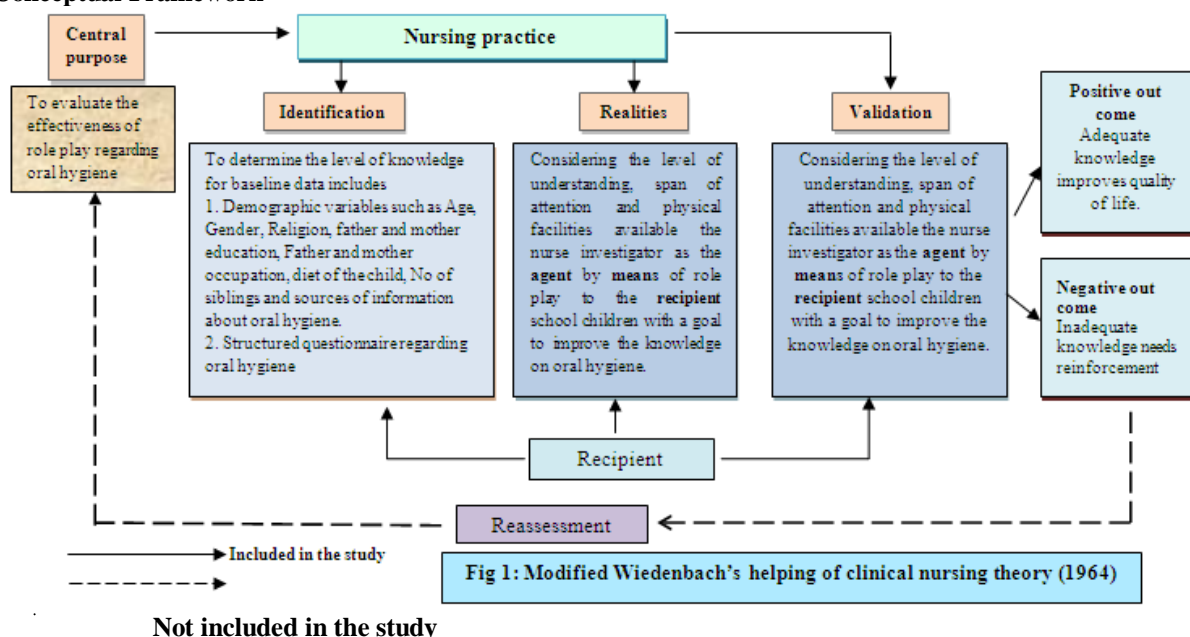 Conceptual Framework
Central
purpose
Nursing practice
To evaluate the
effectiveness of
role play regarding
oral hygiene
Identification
Realities
Validation
To determine the level of knowledge
for baseline data includes
1. Demographic variables such as Age,
Gender, Religion, father and mother
education, Father and mother
occupation, diet of the child, No of
siblings and sources of information
about oral hygiene.
2. Structured questionnaire regarding
oral hygiene
Considering the level of
understanding, span of
attention and physical
facilities available the
nurse investigator as the
agent by means of role
play to the recipient
school children with a goal
to improve the knowledge
on oral hygiene.
Considering the level of
understanding, span of
attention and physical
facilities available the nurse
investigator as the agent by
means of role play to the
recipient school children
with a goal to improve the
knowledge on oral hygiene.
Positive out
come
Adequate
knowledge
improves quality
of life.
Negative out
come
Inadequate
knowledge needs
reinforcement
Recipient
Reassessment
Included in the study
Fig 1: Modified Wiedenbach's helping of clinical nursing theory (1964)
Not included in the study